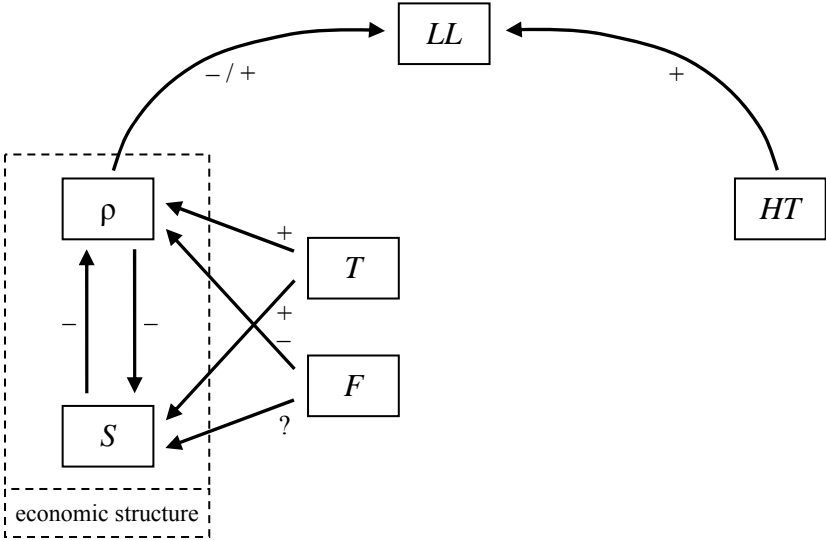 LL
– / +
+
ρ
HT
+
T
– –
+
–
F
S
?
economic structure